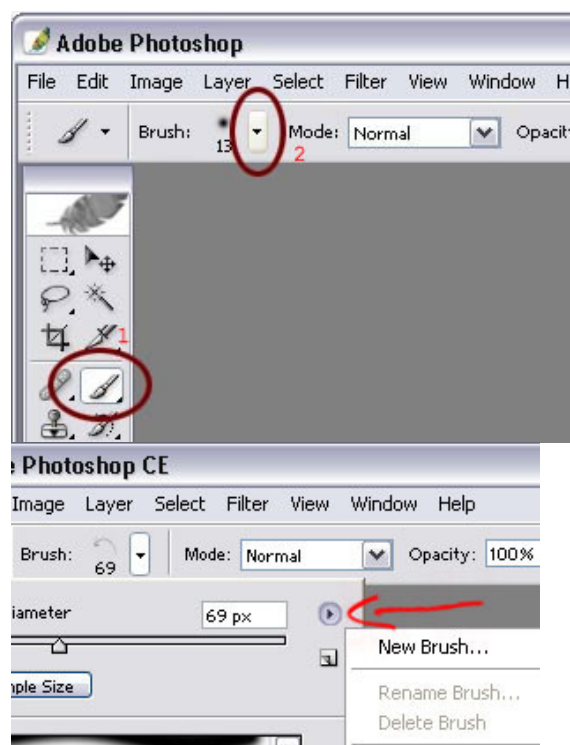 Adobe Photoshop
File Edit Image Layer Select Filter View Window H
Brush: 13 Mode: Normal Opacit
2
1
Photoshop CE
Image Layer Select Filter View Window Help
Brush: 69 Mode: Normal Opacity: 100%
iameter 69 px
New Brush...
mple Size
Rename Brush...
Delete Brush